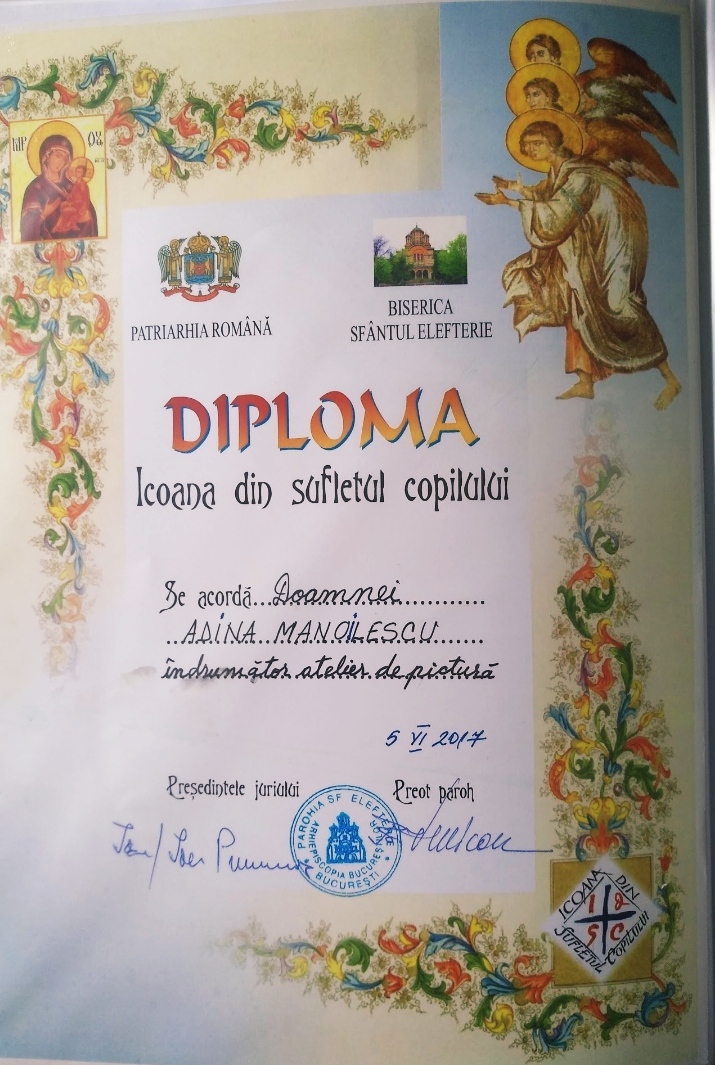 ΜΡ ΘΥ
PATRIARHIA ROMÂNĂ
BISERICA
SFÂNTUL ELEFTERIE
DIPLOMA
Icoana din sufletul copilului
Se acordă...Doamnei............
..ADINA MANOILESCU.......
îndrumător atelier de pictură
5 VI 2017
Președintele juriului
Preot paroh
PAROHIA SF ELEFTERIE
ARHIEPISCOPIA BUCUREȘTILOR
BUCUREȘTI
ICOANA DIN
SUFLETUL COPILULUI
I D
S C